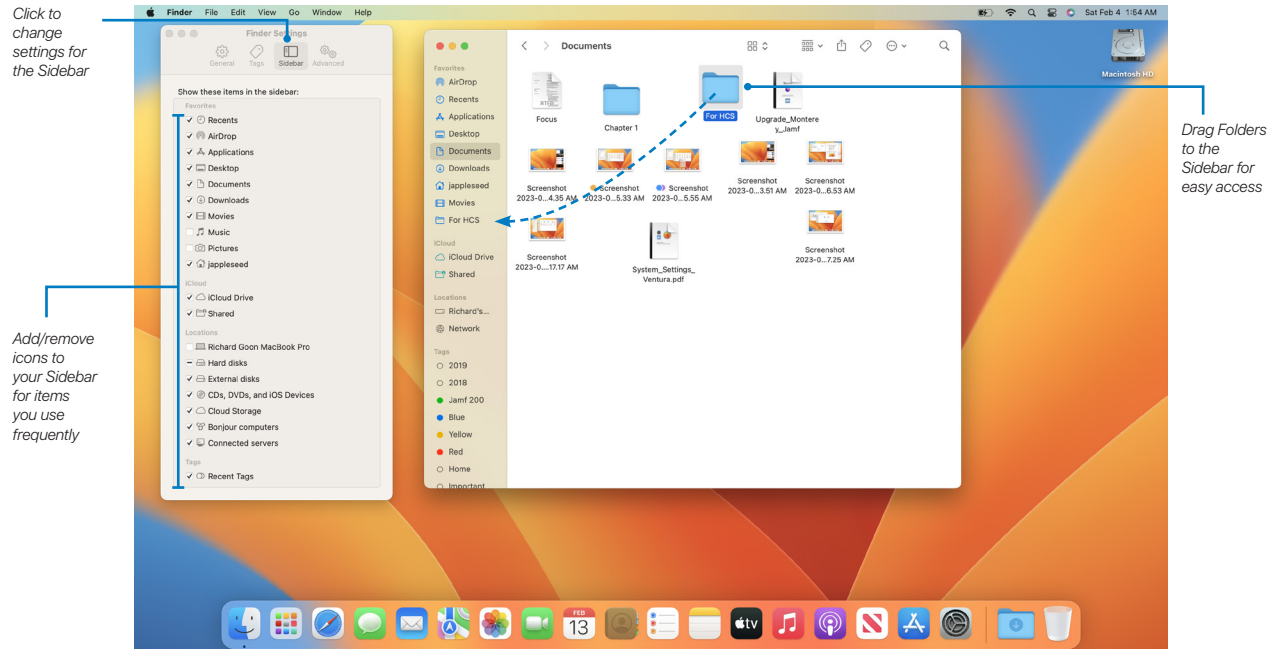 Click to
change
settings for
the Sidebar
Add/remove
icons to
your Sidebar
for items
you use
frequently
Finder File Edit View Go Window Help
Sat Feb 4 1:54 AM
Finder Settings
General Tags Sidebar Advanced
Show these items in the sidebar:
Favorites
Recents
AirDrop
Applications
Desktop
Documents
Downloads
Movies
Music
Pictures
jappleseed
iCloud
iCloud Drive
Shared
Locations
Richard Goon MacBook Pro
Hard disks
External disks
CDs, DVDs, and iOS Devices
Cloud Storage
Bonjour computers
Connected servers
Tags
Recent Tags
Documents
Favorites
AirDrop
Recents
Applications
Desktop
Documents
Downloads
jappleseed
Movies
For HCS
iCloud
iCloud Drive
Shared
Locations
Richard's...
Network
Tags
2019
2018
Jamf 200
Blue
Yellow
Red
Home
Important
Focus
Chapter 1
For HCS
Upgrade_Montere
y_Jamf
Screenshot
2023-0...4.35 AM
Screenshot
2023-0...5.33 AM
Screenshot
2023-0...5.55 AM
Screenshot
2023-0...3.51 AM
Screenshot
2023-0...6.53 AM
Screenshot
2023-0....17.17 AM
System_Settings_
Ventura.pdf
Screenshot
2023-0...7.25 AM
Macintosh HD
Drag Folders
to the
Sidebar for
easy access
FEB
13
tv